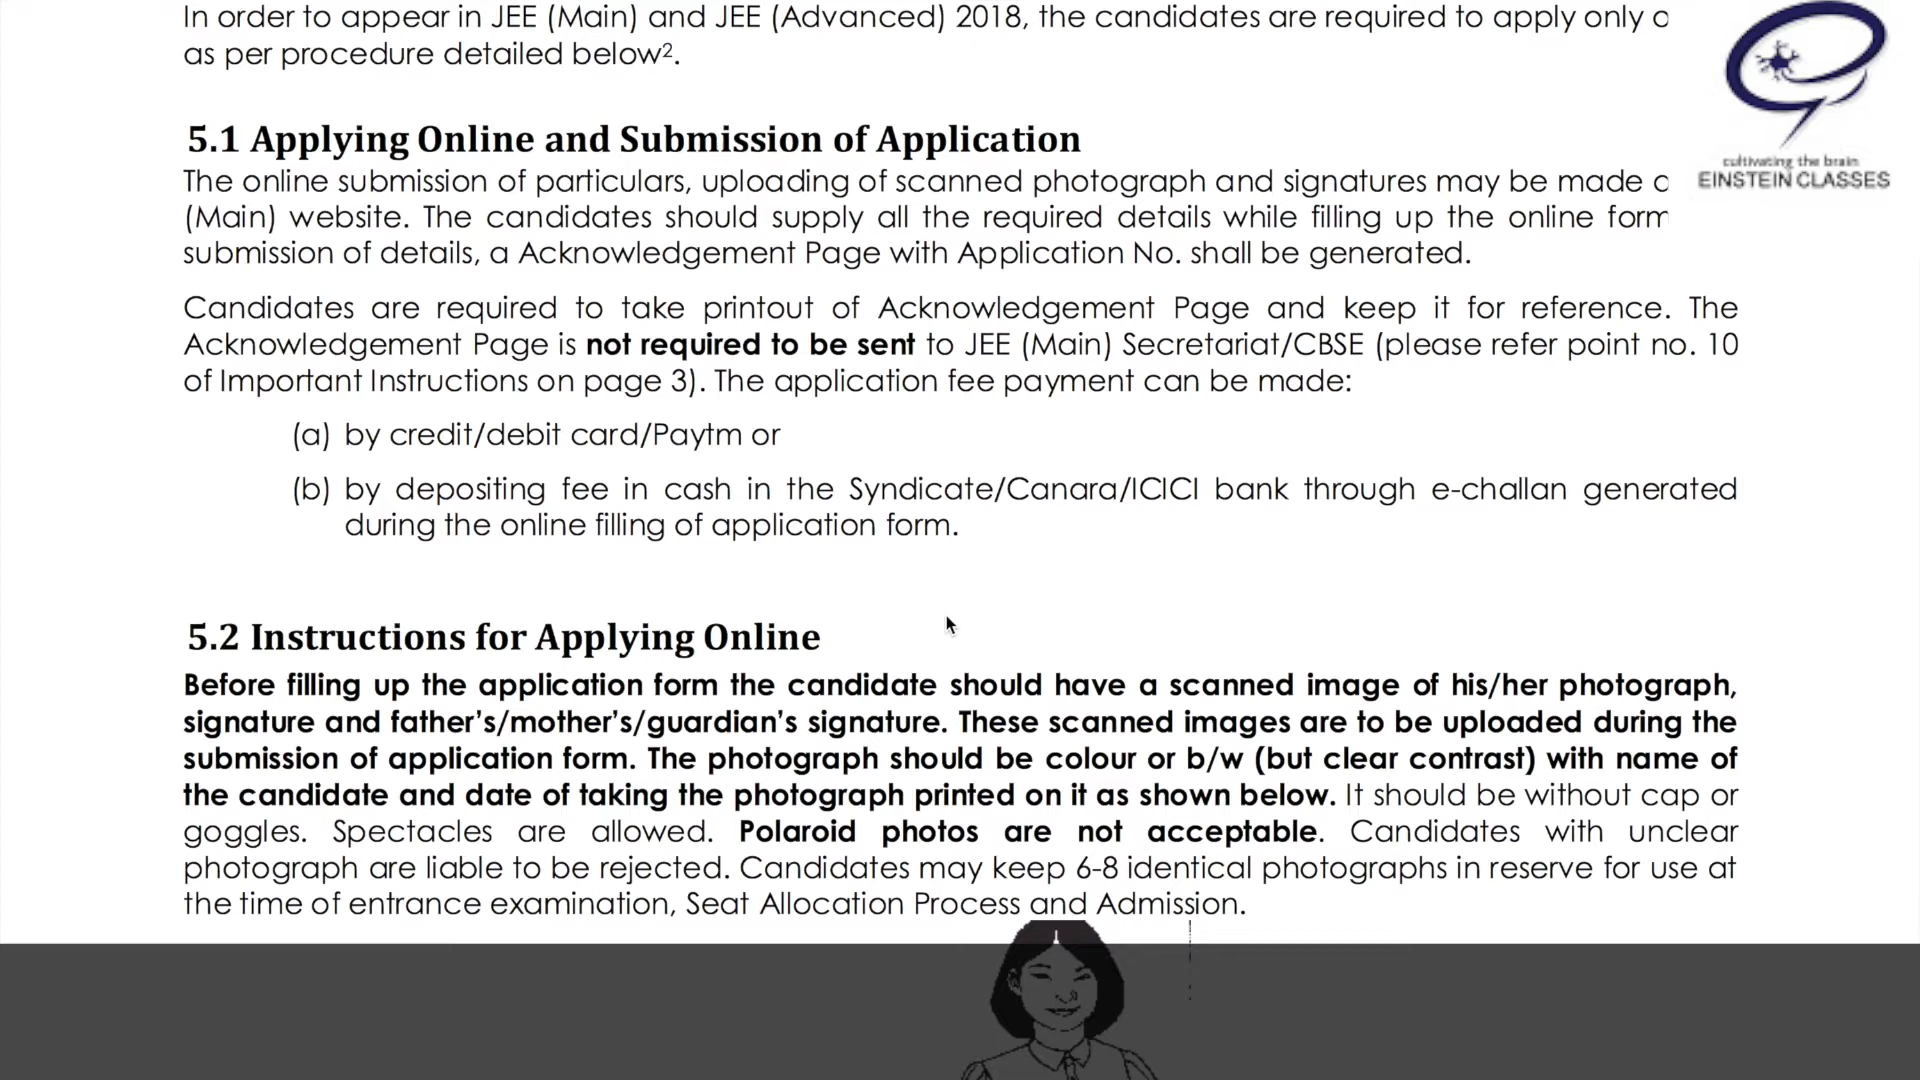 In order to appear in JEE (Main) and JEE (Advanced) 2018, the candidates are required to apply only
as per procedure detailed below².
5.1 Applying Online and Submission of Application
The online submission of particulars, uploading of scanned photograph and signatures may be made
(Main) website. The candidates should supply all the required details while filling up the online form
submission of details, a Acknowledgement Page with Application No. shall be generated.
Candidates are required to take printout of Acknowledgement Page and keep it for reference. The
Acknowledgement Page is not required to be sent to JEE (Main) Secretariat/CBSE (please refer point no. 10
of Important Instructions on page 3). The application fee payment can be made:
(a) by credit/debit card/Paytm or
(b) by depositing fee in cash in the Syndicate/Canara/ICICI bank through e-challan generated
during the online filling of application form.
5.2 Instructions for Applying Online
Before filling up the application form the candidate should have a scanned image of his/her photograph,
signature and father's/mother's/guardian's signature. These scanned images are to be uploaded during the
submission of application form. The photograph should be colour or b/w (but clear contrast) with name of
the candidate and date of taking the photograph printed on it as shown below. It should be without cap or
goggles. Spectacles are allowed. Polaroid photos are not acceptable. Candidates with unclear
photograph are liable to be rejected. Candidates may keep 6-8 identical photographs in reserve for use at
the time of entrance examination, Seat Allocation Process and Admission.
cultivating the brain
EINSTEIN CLASSES